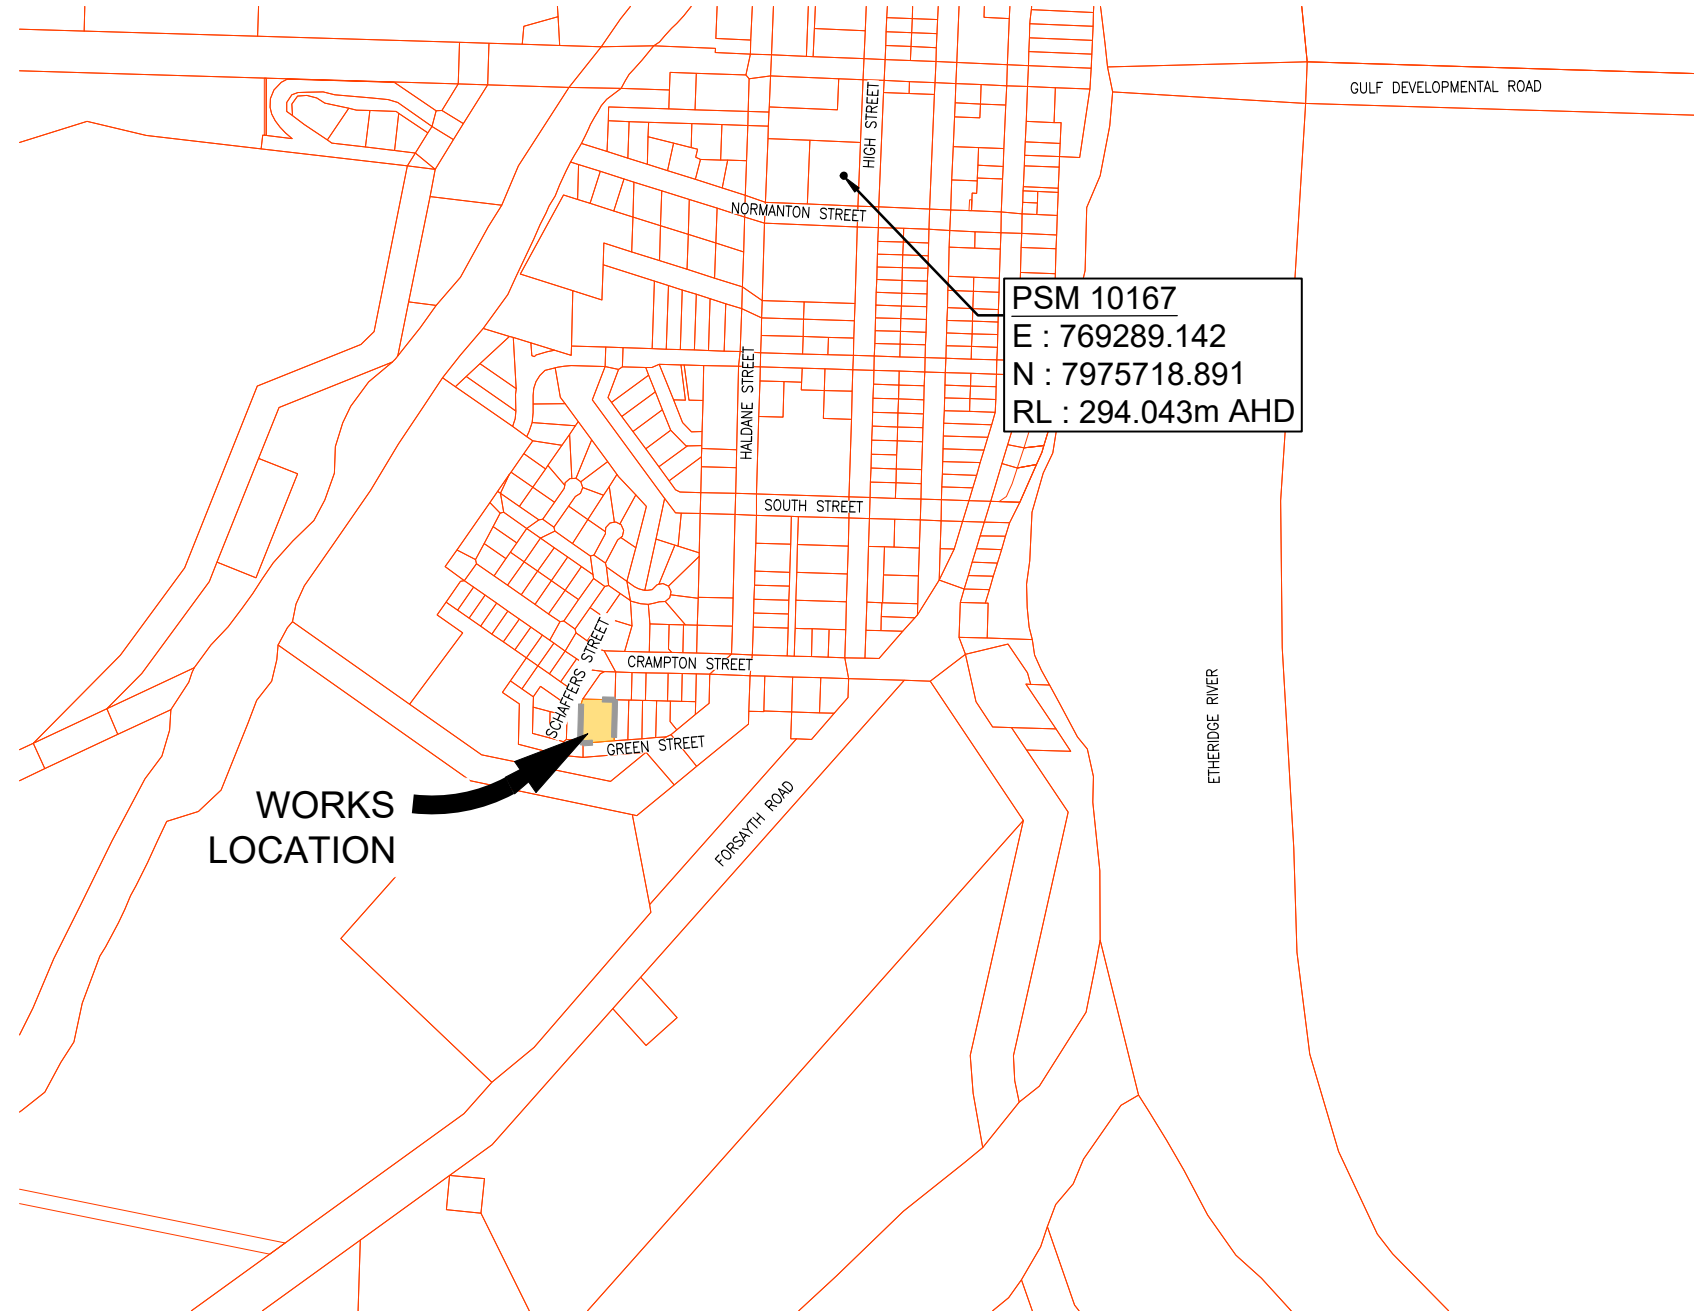 GULF DEVELOPMENTAL ROAD
HIGH STREET
NORMANTON STREET
PSM 10167
E : 769289.142
N : 7975718.891
RL : 294.043m AHD
HALDANE STREET
SOUTH STREET
SCHAFFERS STREET
CRAMPTON STREET
GREEN STREET
ETHERIDGE RIVER
WORKS
LOCATION
FORSAYTH ROAD